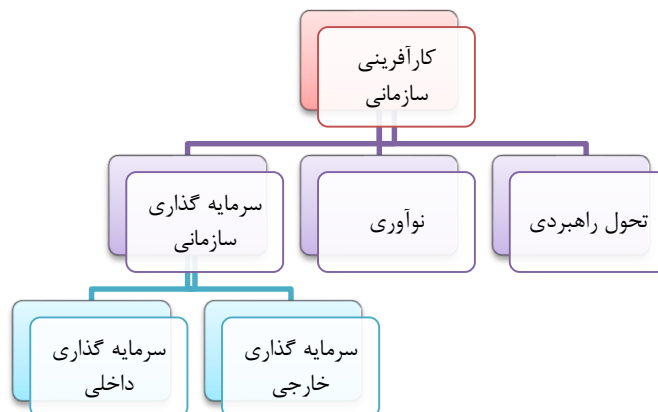 کارآفرینی
سازمانی
تحول راهبردی
نوآوری
سرمایه گذاری
سازمانی
سرمایه گذاری
خارجی
سرمایه گذاری
داخلی